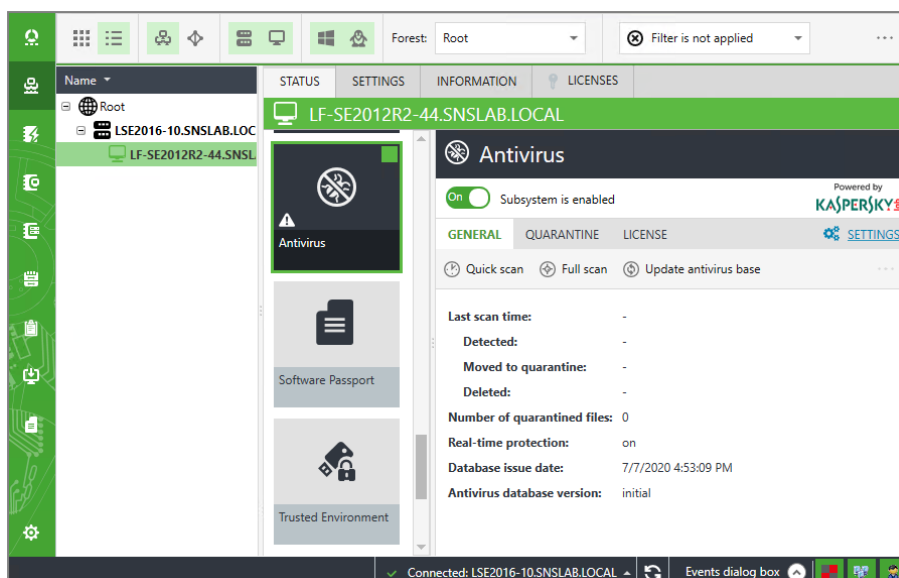 Forest: Root Filter is not applied ...
Name
STATUS SETTINGS INFORMATION LICENSES
Root
LSE2016-10.SNSLAB.LOC
LF-SE2012R2-44.SNSL
LF-SE2012R2-44.SNSLAB.LOCAL
Antivirus
Software Passport
Trusted Environment
Antivirus
On Subsystem is enabled
Powered by
KASPERSKY
GENERAL QUARANTINE LICENSE SETTINGS
Quick scan Full scan Update antivirus base ...
Last scan time: -
Detected: -
Moved to quarantine: -
Deleted: -
Number of quarantined files: 0
Real-time protection: on
Database issue date: 7/7/2020 4:53:09 PM
Antivirus database version: initial
Connected: LSE2016-10.SNSLAB.LOCAL Events dialog box